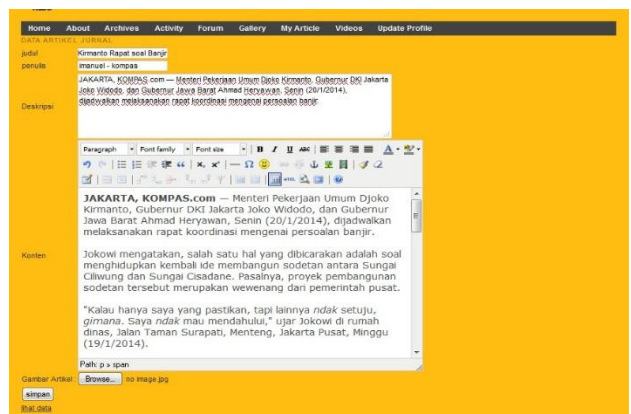 Home About Archives Activity Forum Gallery My Article Videos Update Profile
DATA ARTIKEL JURNAL
judul Kirmanto Rapat soal Banjir
penulis imanuel - kompas
JAKARTA, KOMPAS.com — Menteri Pekerjaan Umum Djoko Kirmanto, Gubernur DKI Jakarta
Joko Widodo, dan Gubernur Jawa Barat Ahmad Heryawan, Senin (20/1/2014),
Deskripsi dijadwalkan melaksanakan rapat koordinasi mengenai persoalan banjir.
Paragraph Font family Font size B I U ABC
HTML
JAKARTA, KOMPAS.com — Menteri Pekerjaan Umum Djoko
Kirmanto, Gubernur DKI Jakarta Joko Widodo, dan Gubernur
Jawa Barat Ahmad Heryawan, Senin (20/1/2014), dijadwalkan
melaksanakan rapat koordinasi mengenai persoalan banjir.
Konten Jokowi mengatakan, salah satu hal yang dibicarakan adalah soal
menghidupkan kembali ide membangun sodetan antara Sungai
Ciliwung dan Sungai Cisadane. Pasalnya, proyek pembangunan
sodetan tersebut merupakan wewenang dari pemerintah pusat.
"Kalau hanya saya yang pastikan, tapi lainnya ndak setuju,
gimana. Saya ndak mau mendahului," ujar Jokowi di rumah
dinas, Jalan Taman Surapati, Menteng, Jakarta Pusat, Minggu
(19/1/2014).
Path: p » span
Gambar Artikel : Browse... no image.jpg
simpan
lihat data